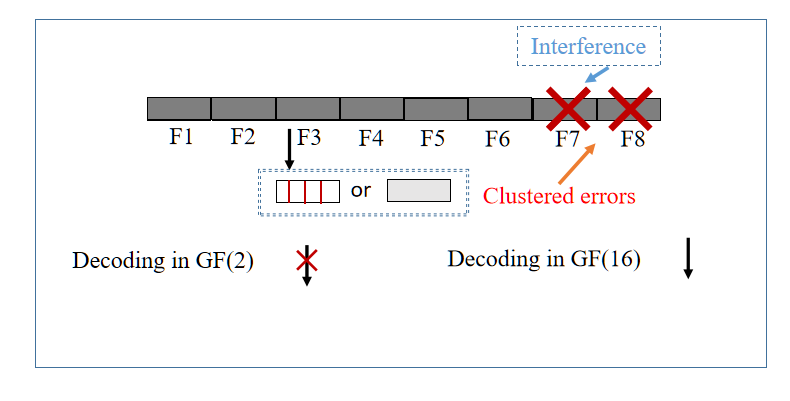 Interference
F1 F2 F3 F4 F5 F6 F7 F8
or
Clustered errors
Decoding in GF(2)
Decoding in GF(16)